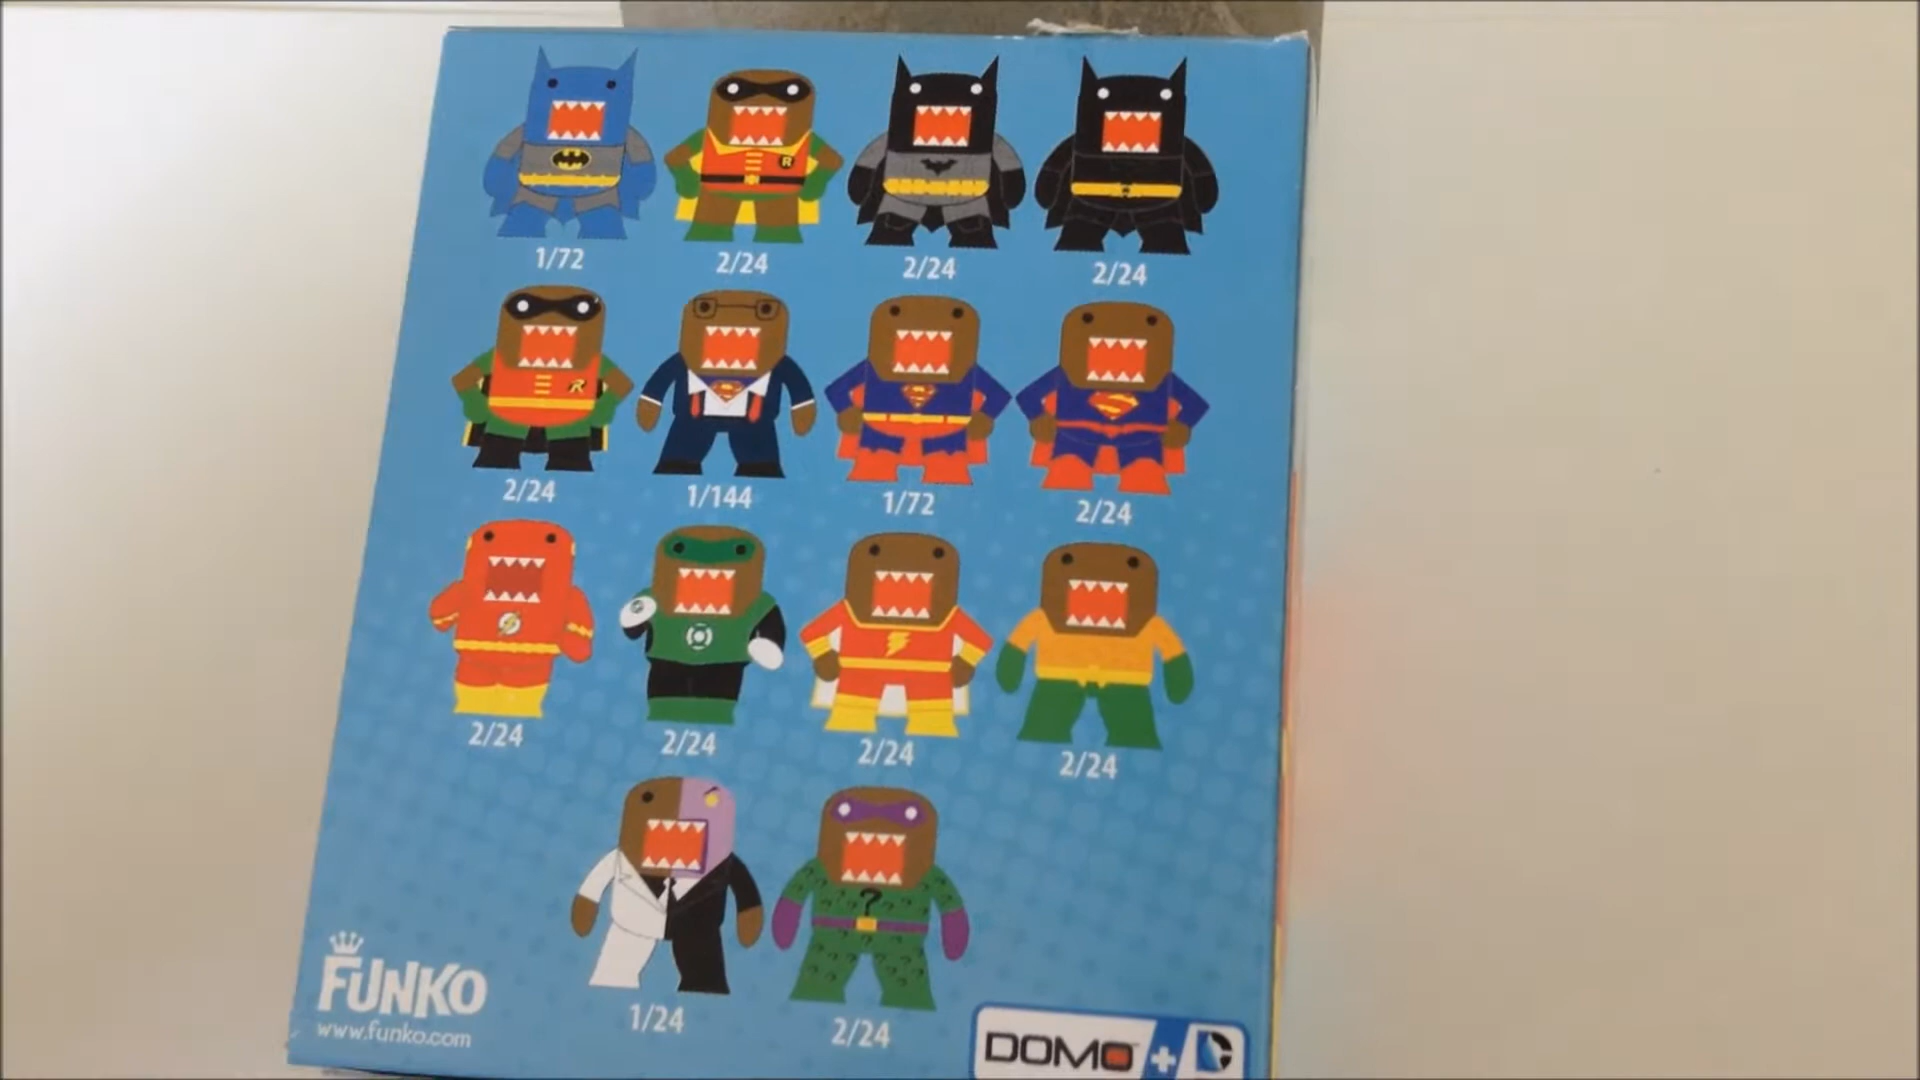 1/72 2/24 2/24 2/24
2/24 1/144 1/72 2/24
2/24 2/24 2/24 2/24
1/24 2/24
FUNKO
www.funko.com
DOMO + DC
R
R
S
S
S
?